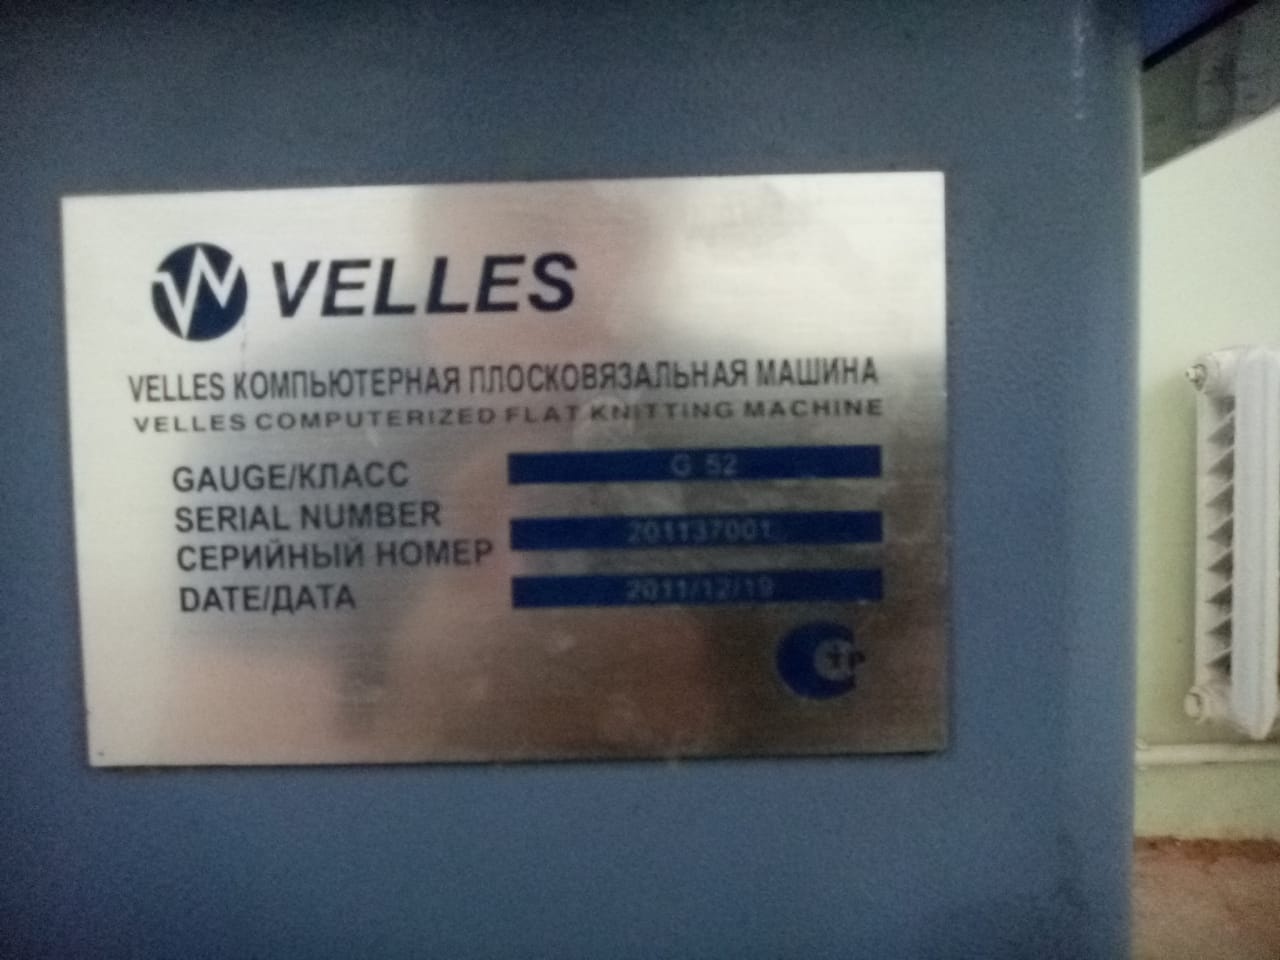 VELLES
VELLES КОМПЬЮТЕРНАЯ ПЛОСКОВЯЗАЛЬНАЯ МАШИНА
VELLES COMPUTERIZED FLAT KNITTING MACHINE
GAUGE/КЛАСС G 52
SERIAL NUMBER
СЕРИЙНЫЙ НОМЕР 201137001
DATE/ДАТА 2011/12/19